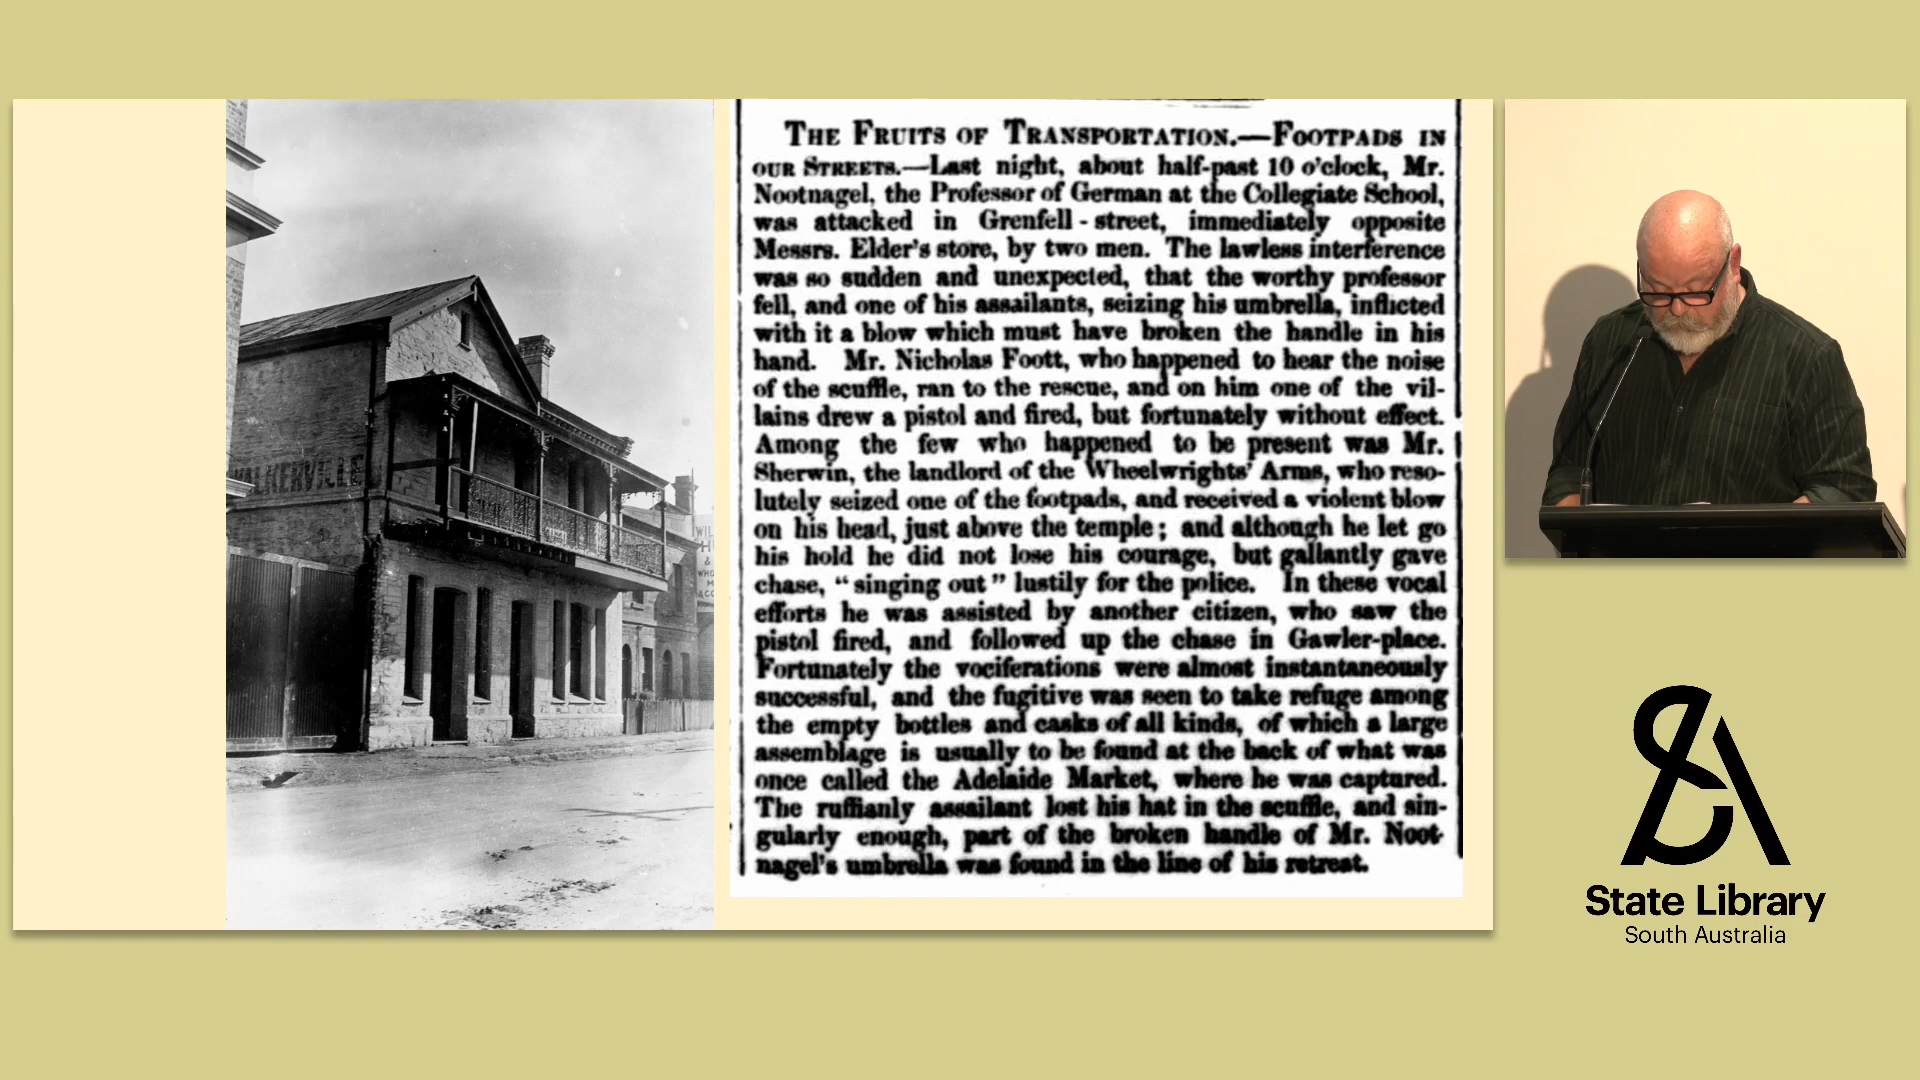 THE FRUITS OF TRANSPORTATION.—FOOTPADS IN
OUR STREETS.—Last night, about half-past 10 o'clock, Mr.
Nootnagel, the Professor of German at the Collegiate School,
was attacked in Grenfell-street, immediately opposite
Messrs. Elder's store, by two men. The lawless interference
was so sudden and unexpected, that the worthy professor
fell, and one of his assailants, seizing his umbrella, inflicted
with it a blow which must have broken the handle in his
hand. Mr. Nicholas Foott, who happened to hear the noise
of the scuffle, ran to the rescue, and on him one of the vil-
lains drew a pistol and fired, but fortunately without effect.
Among the few who happened to be present was Mr.
Sherwin, the landlord of the Wheelwrights' Arms, who reso-
lutely seized one of the footpads, and received a violent blow
on his head, just above the temple; and although he let go
his hold he did not lose his courage, but gallantly gave
chase, "singing out" lustily for the police. In these vocal
efforts he was assisted by another citizen, who saw the
pistol fired, and followed up the chase in Gawler-place.
Fortunately the vociferations were almost instantaneously
successful, and the fugitive was seen to take refuge among
the empty bottles and casks of all kinds, of which a large
assemblage is usually to be found at the back of what was
once called the Adelaide Market, where he was captured.
The ruffianly assailant lost his hat in the scuffle, and sin-
gularly enough, part of the broken handle of Mr. Noot-
nagel's umbrella was found in the line of his retreat.
ALKERVILLE
State Library
South Australia